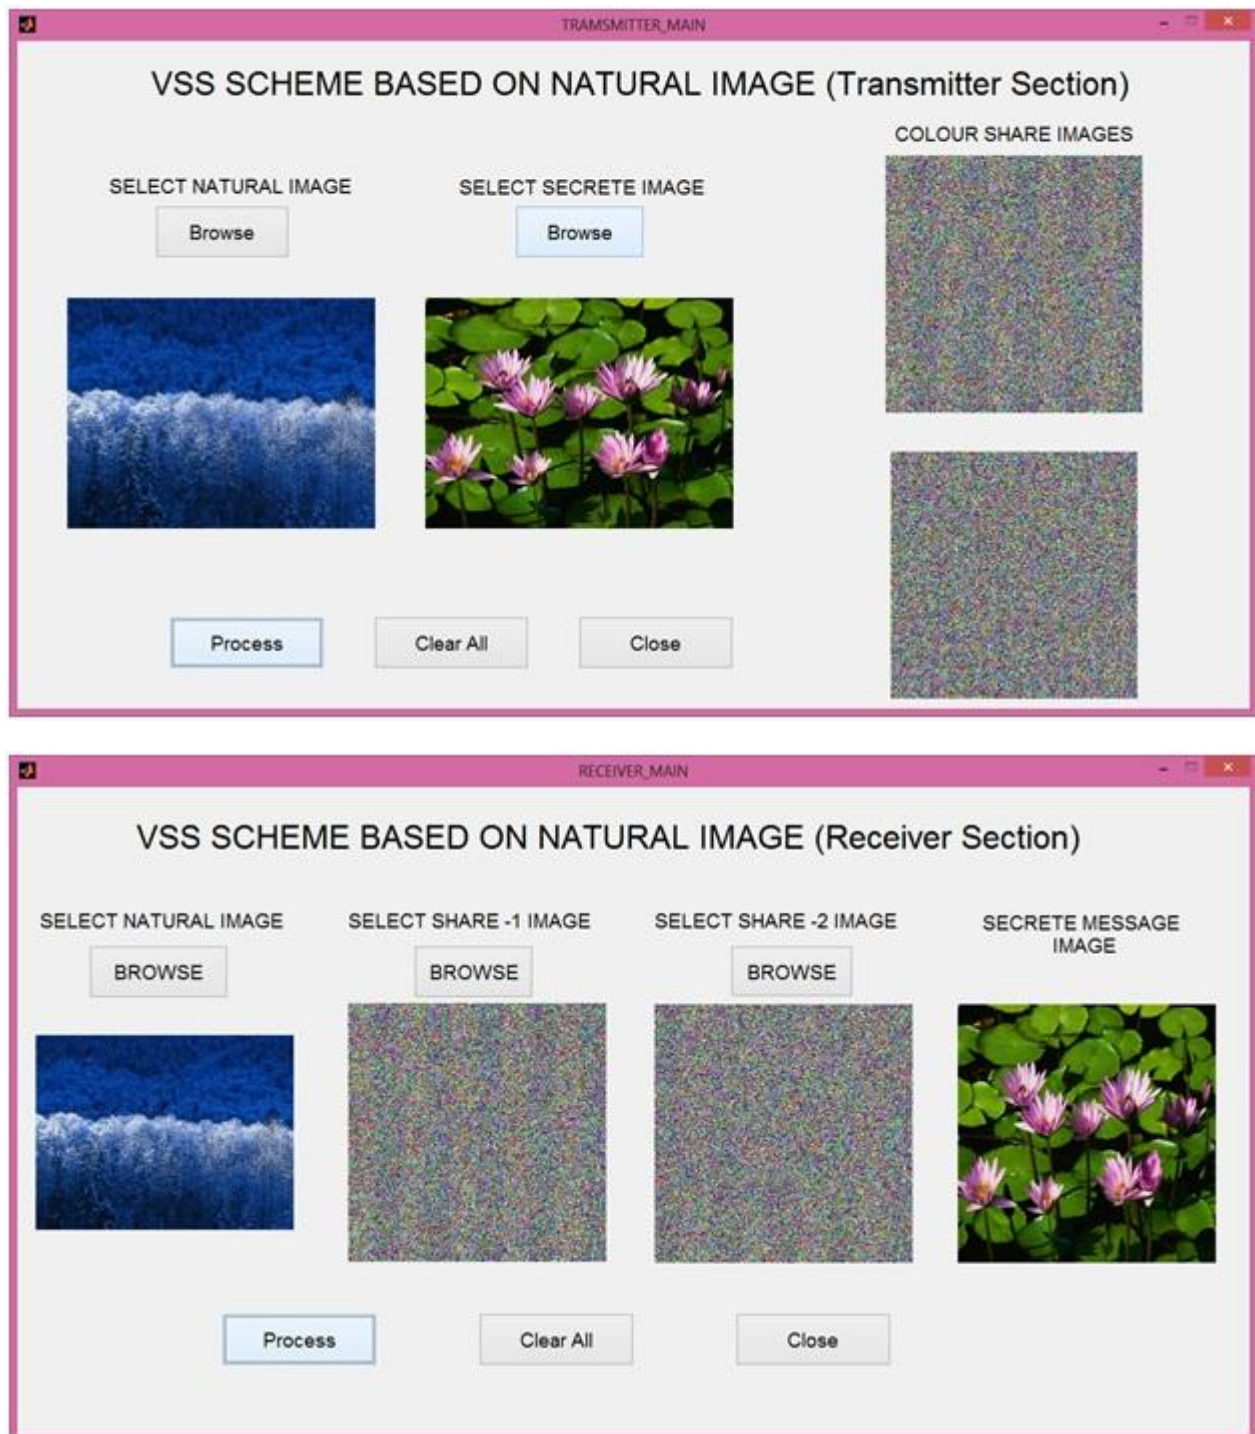 TRAMSMITTER_MAIN
VSS SCHEME BASED ON NATURAL IMAGE (Transmitter Section)
COLOUR SHARE IMAGES
SELECT NATURAL IMAGE
SELECT SECRETE IMAGE
Browse
Browse
Process
Clear All
Close
RECEIVER_MAIN
VSS SCHEME BASED ON NATURAL IMAGE (Receiver Section)
SELECT NATURAL IMAGE
SELECT SHARE -1 IMAGE
SELECT SHARE -2 IMAGE
SECRETE MESSAGE
IMAGE
BROWSE
BROWSE
BROWSE
Process
Clear All
Close